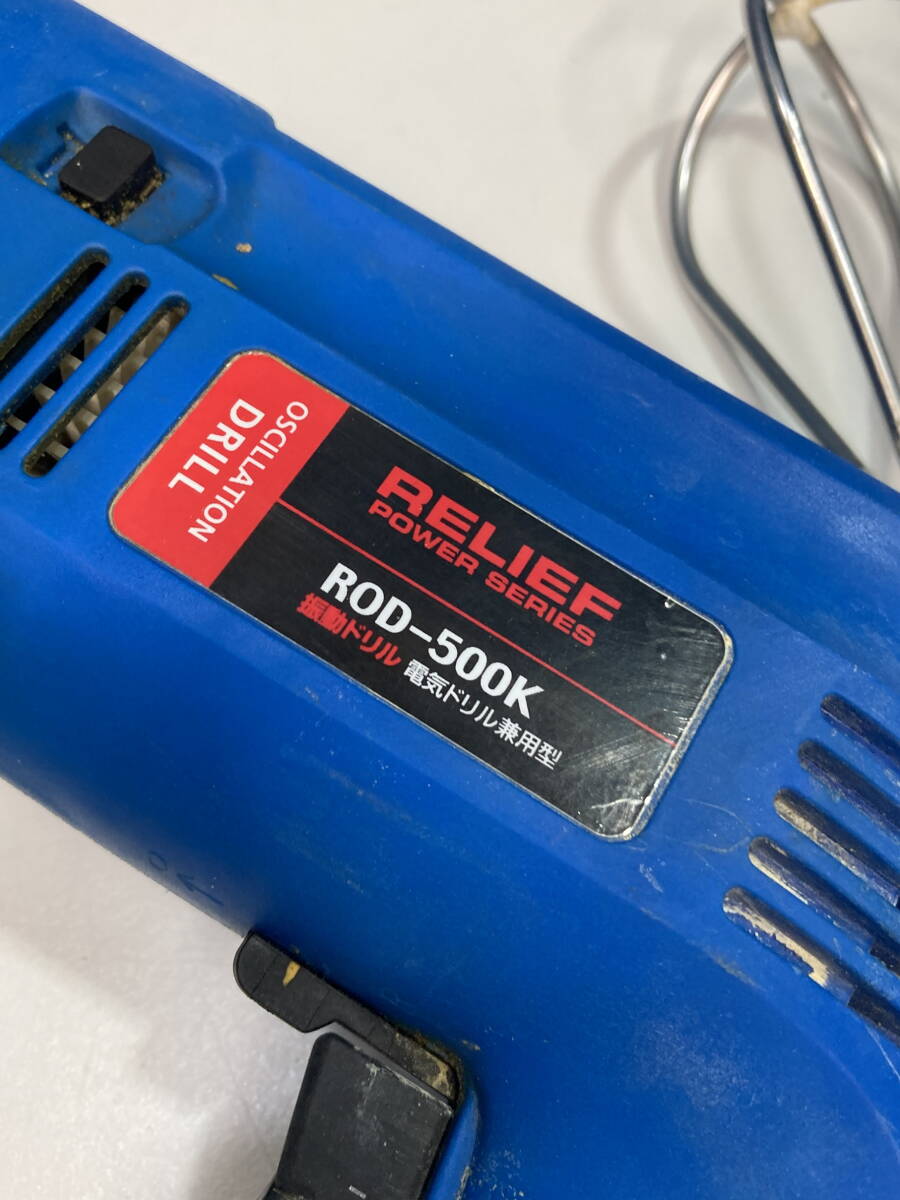 OSCILLATION
DRILL
RELIEF
POWER SERIES
ROD-500K
振動ドリル 電気ドリル兼用型